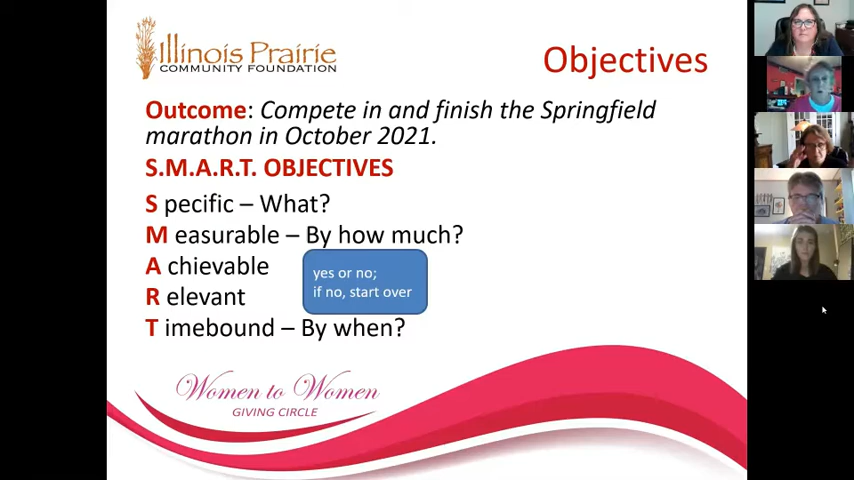 Illinois Prairie
COMMUNITY FOUNDATION
Objectives
Outcome: Compete in and finish the Springfield
marathon in October 2021.
S.M.A.R.T. OBJECTIVES
S pecific – What?
M easurable – By how much?
A chievable
R elevant
yes or no;
if no, start over
T imebound – By when?
Women to Women
GIVING CIRCLE